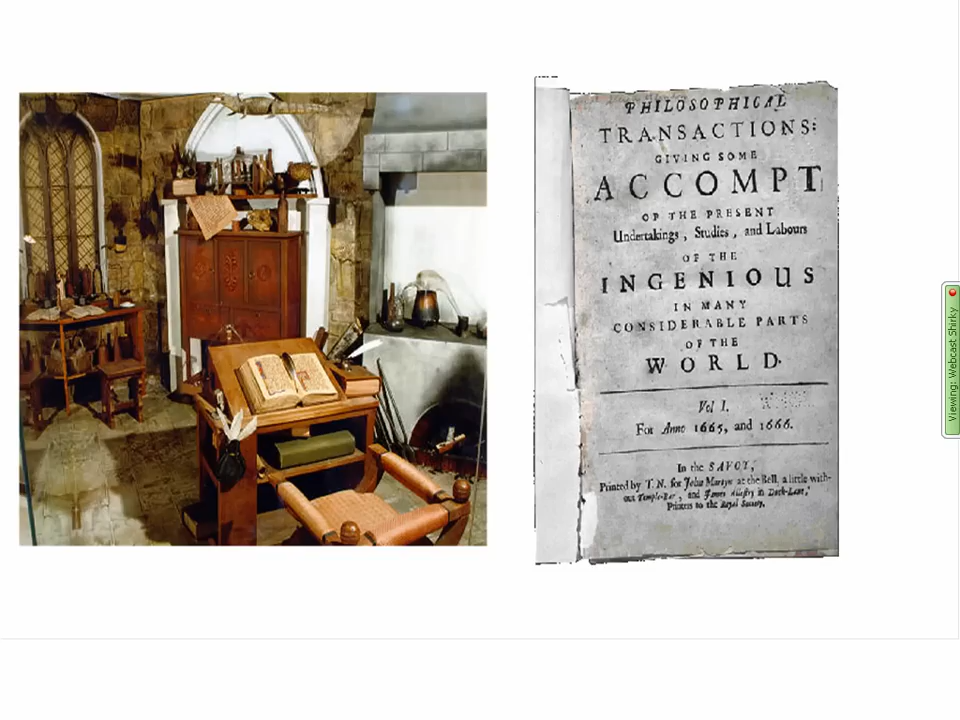 PHILOSOPHICAL
TRANSACTIONS:
GIVING SOME
ACCOMPT
OF THE PRESENT
Undertakings, Studies, and Labours
OF THE
INGENIOUS
IN MANY
CONSIDERABLE PARTS
OF THE
WORLD.
Vol I.
For Anno 1665, and 1666.
In the SAVOY,
Printed by T. N. for John Martyn at the Bell, a little with-
out Temple-Bar, and James Allestry in Duck-Lane,
Printers to the Royal Society.
Viewing: Webcast Shirky